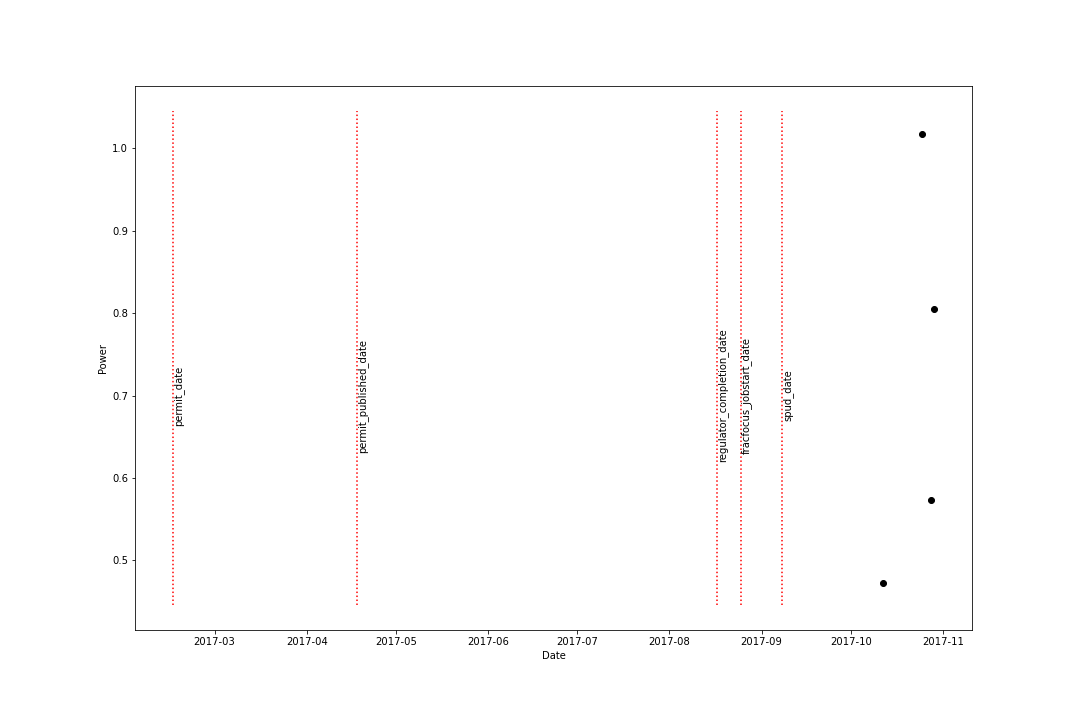 1.0
0.9
0.8
0.7
0.6
0.5
Power
permit_date
permit_published_date
regulator_completion_date
fracfocus_jobstart_date
spud_date
2017-03
2017-04
2017-05
2017-06
2017-07
2017-08
2017-09
2017-10
2017-11
Date